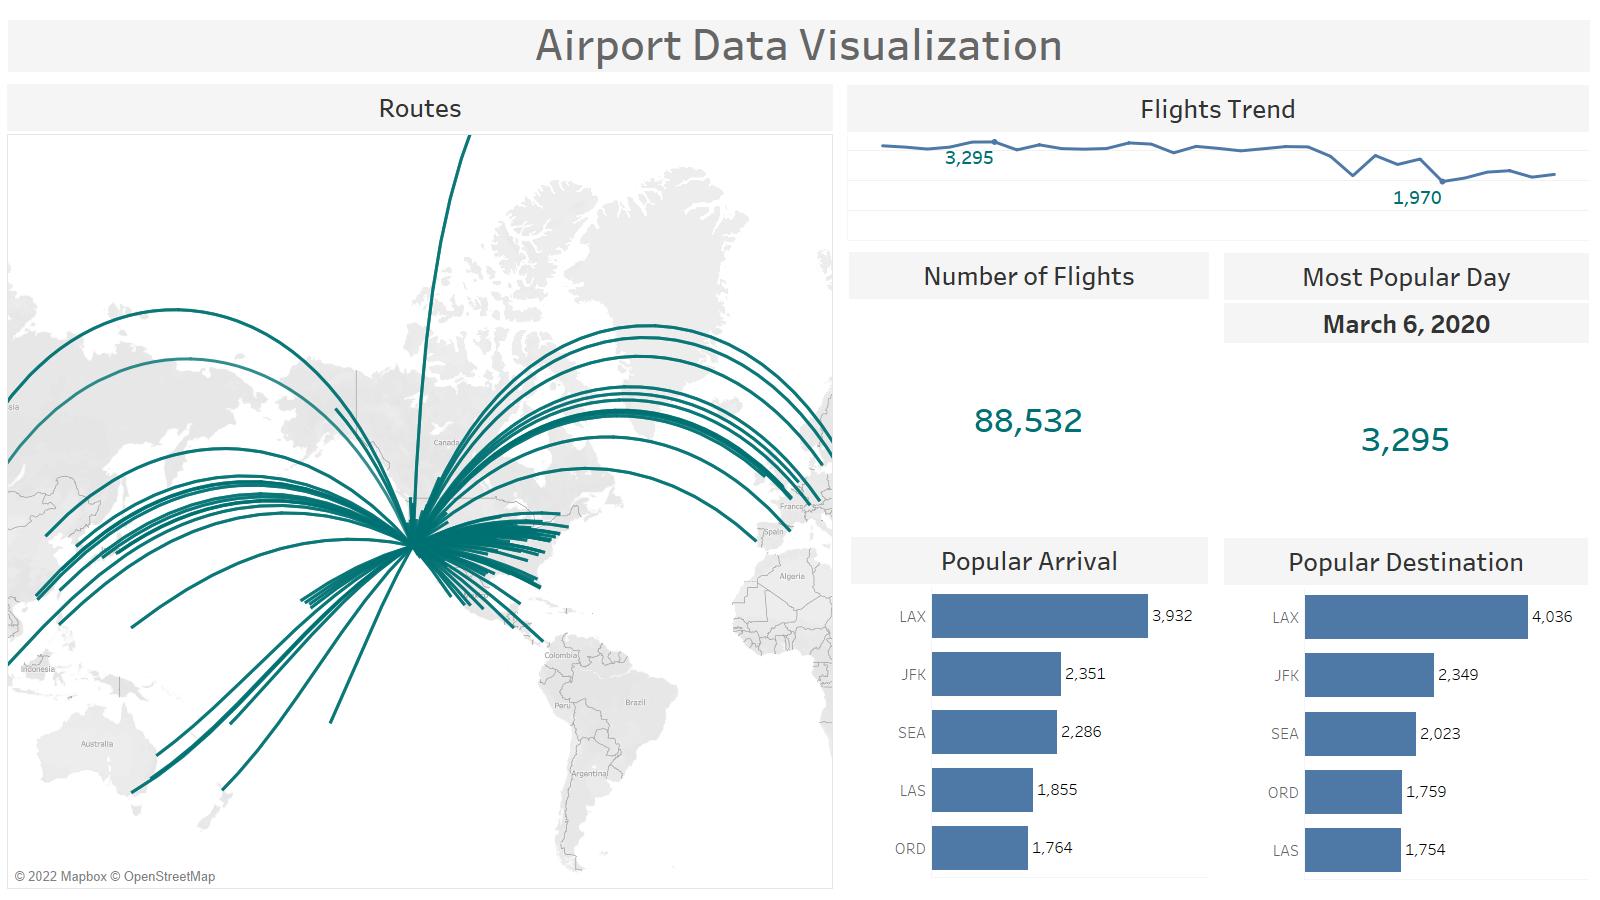 Airport Data Visualization
Routes
Canada
sia
France
Spain
Algeria
Indonesia
Colombia
Peru
Brazil
Australia
Argentina
© 2022 Mapbox © OpenStreetMap
Flights Trend
3,295
1,970
Number of Flights
88,532
Most Popular Day
March 6, 2020
3,295
Popular Arrival
LAX 3,932
JFK 2,351
SEA 2,286
LAS 1,855
ORD 1,764
Popular Destination
LAX 4,036
JFK 2,349
SEA 2,023
ORD 1,759
LAS 1,754